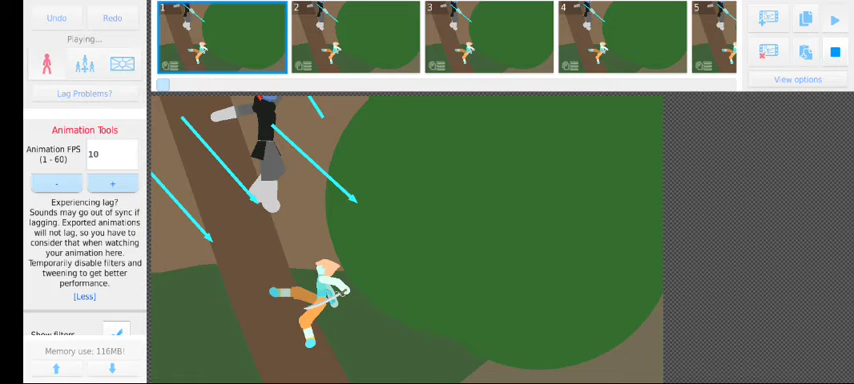 Undo Redo
Playing...
Lag Problems?
Animation Tools
Animation FPS
(1 - 60)
10
- +
Experiencing lag?
Sounds may go out of sync if
lagging. Exported animations
will not lag, so you have to
consider that when watching
your animation here.
Temporarily disable filters and
tweening to get better
performance.
[Less]
Show filters
Memory use: 116MB!
1 2 3 4 5
View options